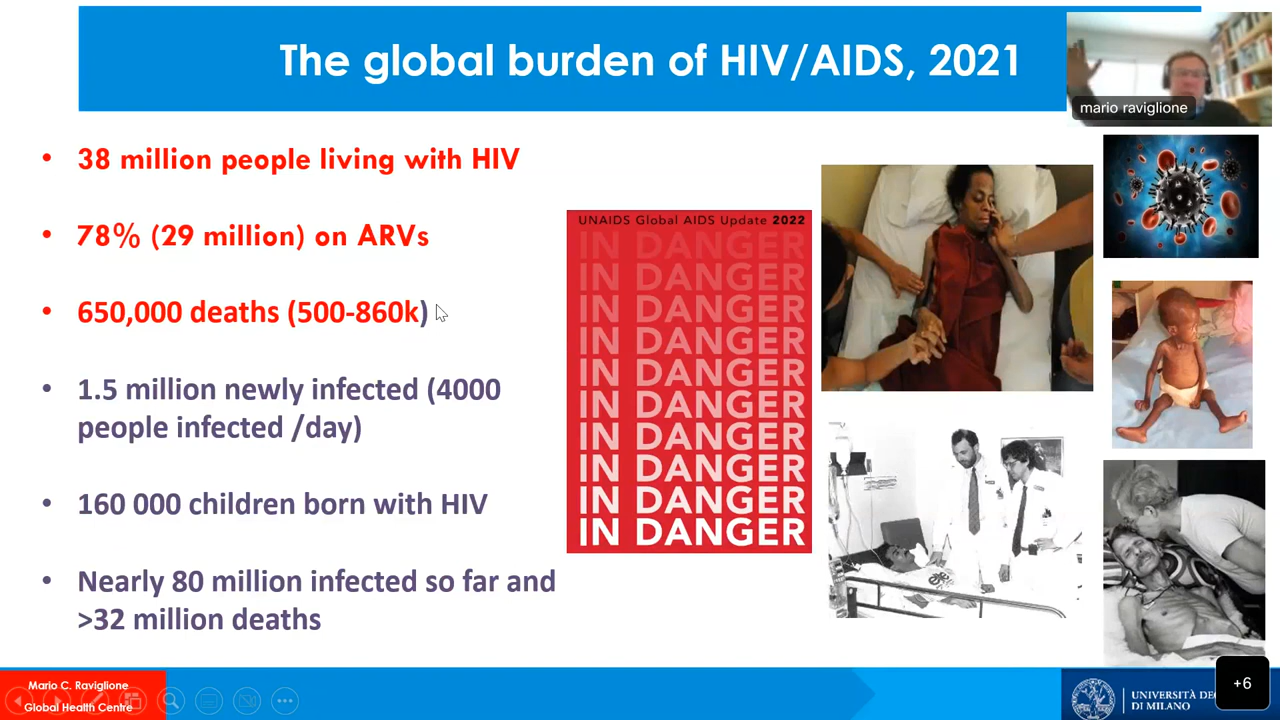 The global burden of HIV/AIDS, 2021
mario raviglione
• 38 million people living with HIV
• 78% (29 million) on ARVs
• 650,000 deaths (500-860k)
• 1.5 million newly infected (4000
people infected /day)
• 160 000 children born with HIV
• Nearly 80 million infected so far and
>32 million deaths
UNAIDS Global AIDS Update 2022
IN DANGER
IN DANGER
IN DANGER
IN DANGER
IN DANGER
IN DANGER
IN DANGER
IN DANGER
IN DANGER
IN DANGER
Mario C. Raviglione
Global Health Centre
UNIVERSITÀ
DI MILANO
+6